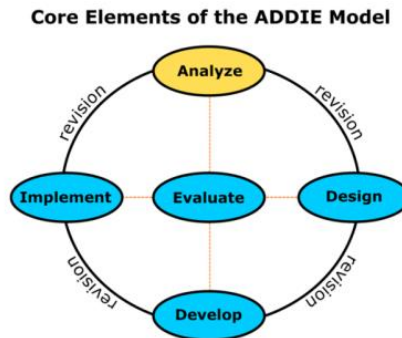 Core Elements of the ADDIE Model
Analyze
revision
revision
Implement
Evaluate
Design
revision
revision
Develop